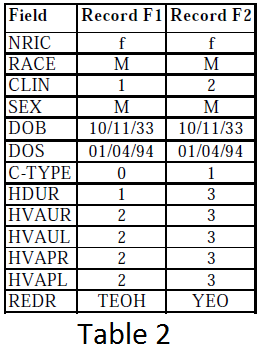 Field Record F1 Record F2
NRIC f f
RACE M M
CLIN 1 2
SEX M M
DOB 10/11/33 10/11/33
DOS 01/04/94 01/04/94
C-TYPE 0 1
HDUR 1 3
HVAUR 2 3
HVAUL 2 3
HVAPR 2 3
HVAPL 2 3
REDR TEOH YEO
Table 2